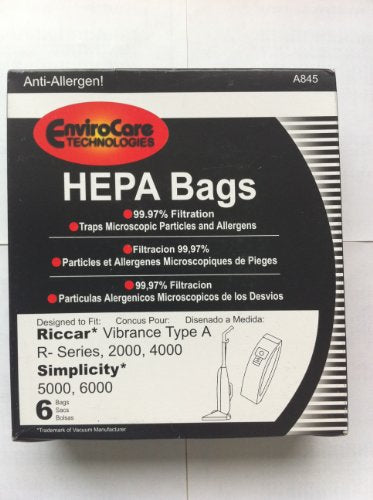 Anti-Allergen!
A845
EnviroCare
TECHNOLOGIES
HEPA Bags
99.97% Filtration
Traps Microscopic Particles and Allergens
Filtracion 99,97%
Particles et Allergenes Microscopiques de Pieges
99,97% Filtracion
Particulas Alergenicos Microscopicos de los Desvios
Designed to Fit: Concus Pour: Disenado a Medida:
Riccar* Vibrance Type A
R- Series, 2000, 4000
Simplicity*
5000, 6000
6 Bags
Sacs
Bolsas
*Trademark of Vacuum Manufacturer